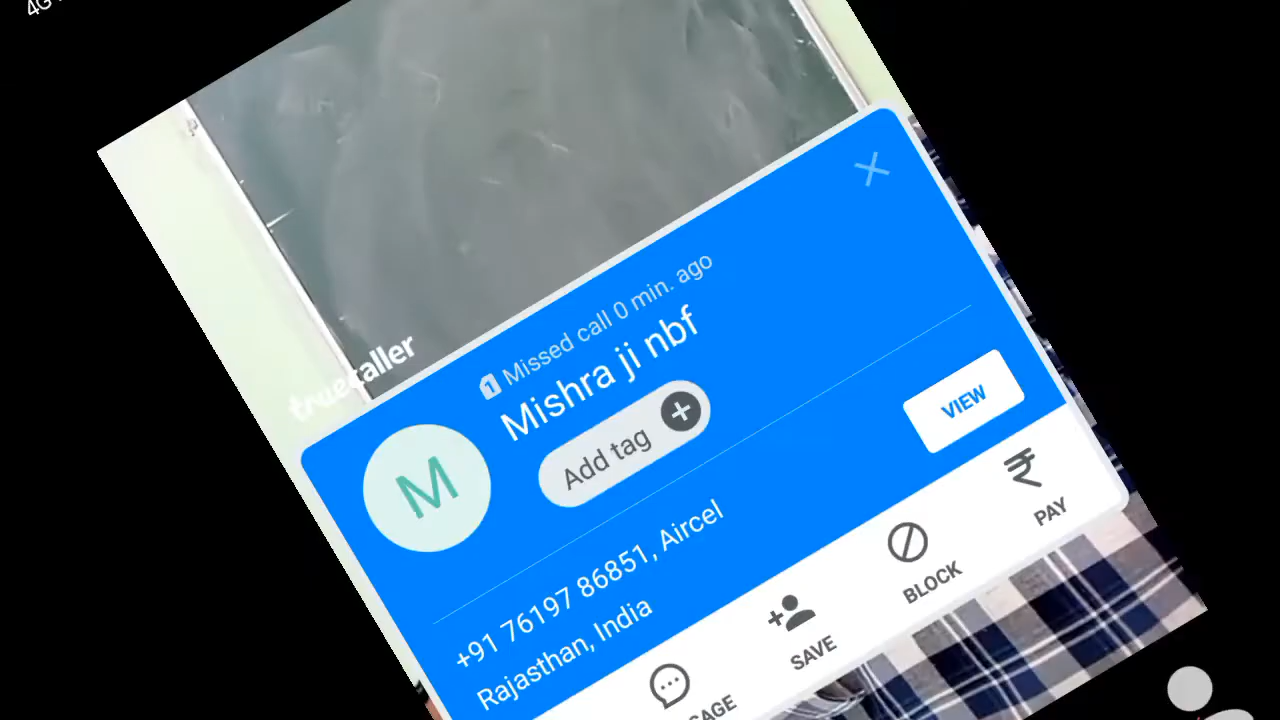 4G
truecaller
1 Missed call 0 min. ago
Mishra ji nbf
Add tag
M
VIEW
+91 76197 86851, Aircel
Rajasthan, India
SAVE
BLOCK
PAY